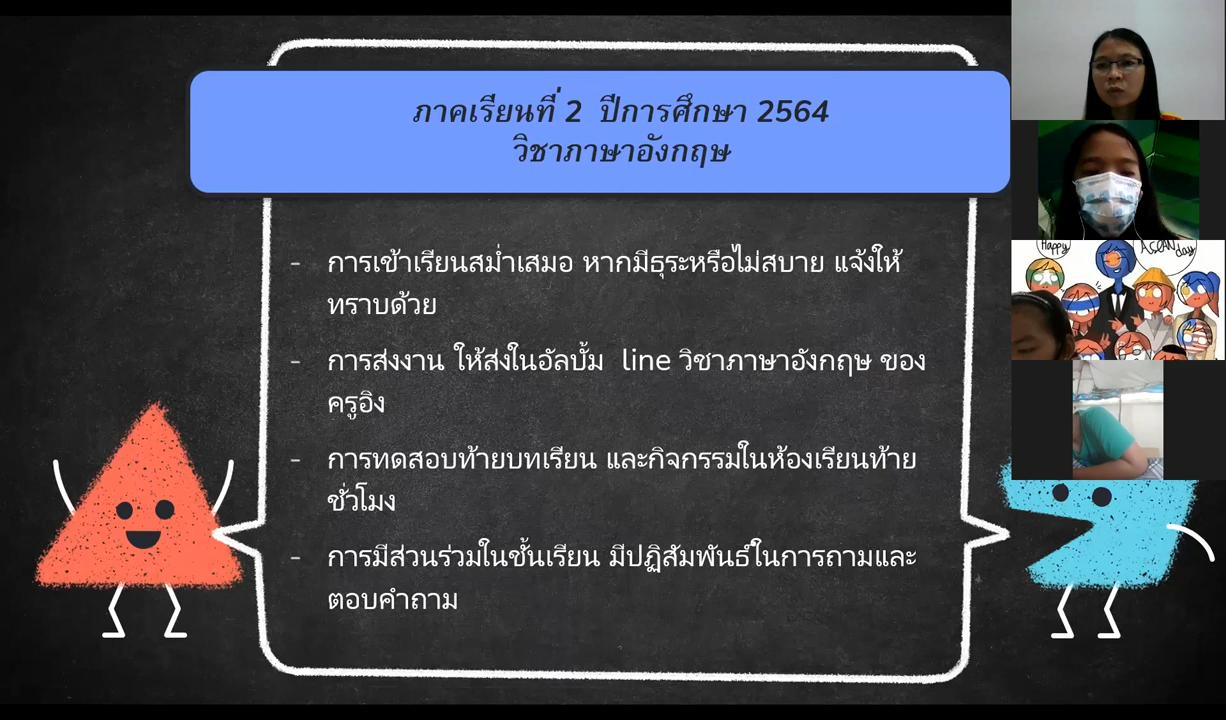 ภาคเรียนที่ 2 ปีการศึกษา 2564
วิชาภาษาอังกฤษ
- การเข้าเรียนสม่ำเสมอ หากมีธุระหรือไม่สบาย แจ้งให้
ทราบด้วย
- การส่งงาน ให้ส่งในอัลบั้ม line วิชาภาษาอังกฤษ ของ
ครูอิง
- การทดสอบท้ายบทเรียน และกิจกรรมในห้องเรียนท้าย
ชั่วโมง
- การมีส่วนร่วมในชั้นเรียน มีปฏิสัมพันธ์ในการถามและ
ตอบคำถาม
Happy
ASEAN
day